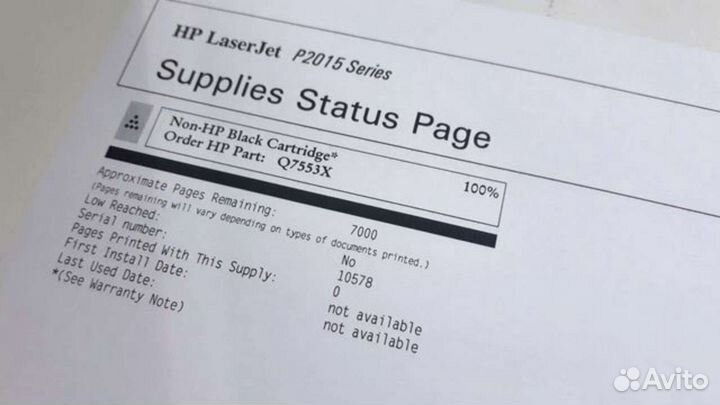 HP LaserJet P2015 Series
Supplies Status Page
Non-HP Black Cartridge* 100%
Order HP Part: Q7553X
Approximate Pages Remaining: 7000
(Pages remaining will vary depending on types of documents printed.)
Low Reached: No
Serial number: 10578
Pages Printed With This Supply: 0
First Install Date: not available
Last Used Date: not available
*(See Warranty Note)
Avito